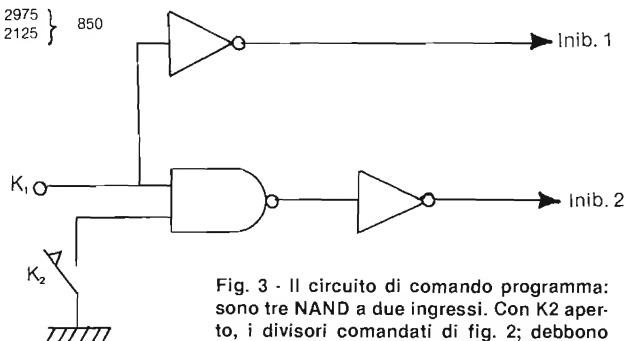 2975
2125 } 850
Inib. 1
K1
Inib. 2
K2
Fig. 3 - Il circuito di comando programma:
sono tre NAND a due ingressi. Con K2 aper-
to, i divisori comandati di fig. 2; debbono